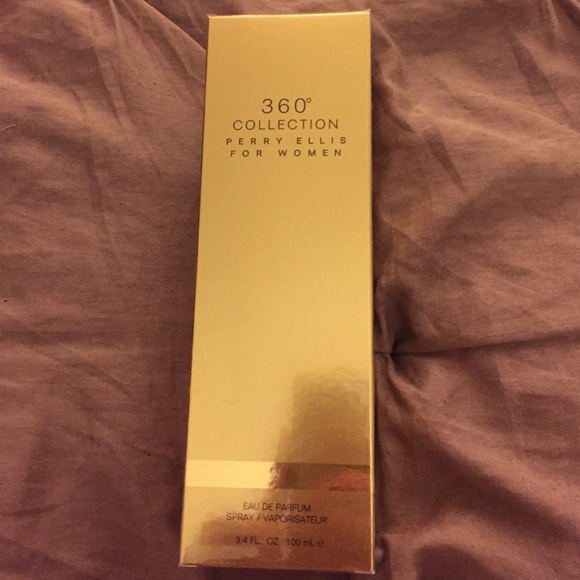 360°
COLLECTION
PERRY ELLIS
FOR WOMEN
EAU DE PARFUM
SPRAY / VAPORISATEUR
3.4 FL. OZ. 100 mL ℮